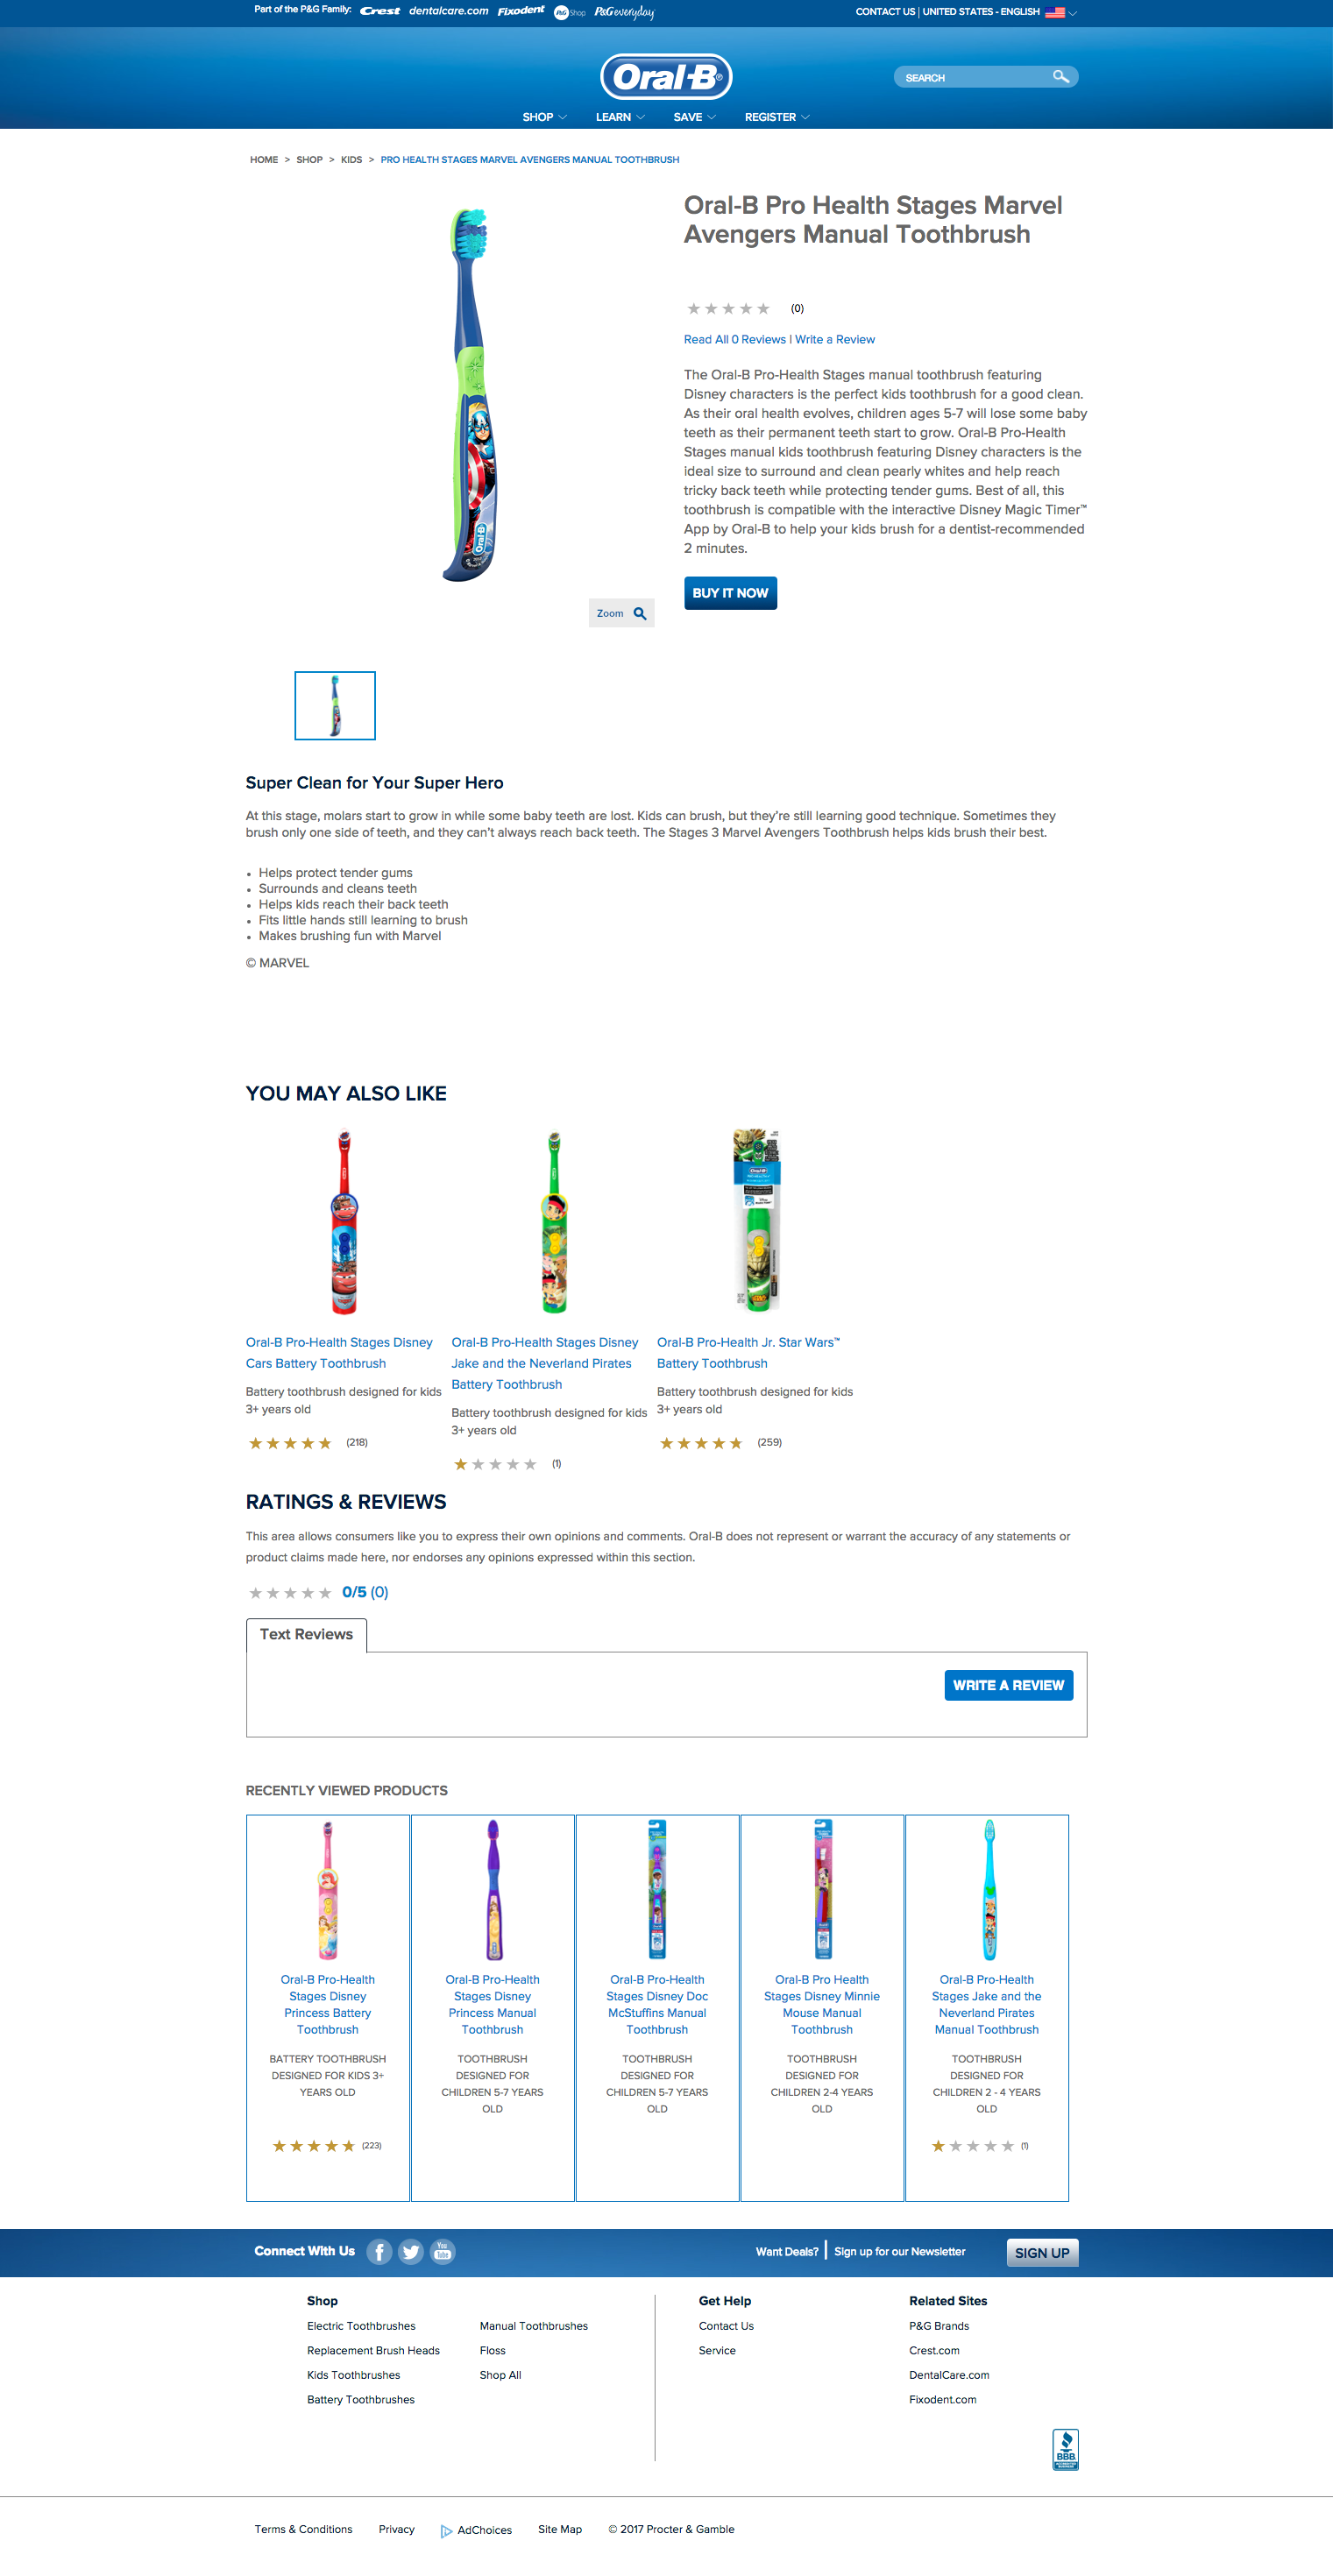 Part of the P&G Family: Crest dentalcare.com Fixodent P&G Shop P&G everyday
CONTACT US | UNITED STATES - ENGLISH
Oral-B®
SEARCH
SHOP LEARN SAVE REGISTER
HOME > SHOP > KIDS > PRO HEALTH STAGES MARVEL AVENGERS MANUAL TOOTHBRUSH
Oral-B Pro Health Stages Marvel
Avengers Manual Toothbrush
(0)
Read All 0 Reviews | Write a Review
The Oral-B Pro-Health Stages manual toothbrush featuring
Disney characters is the perfect kids toothbrush for a good clean.
As their oral health evolves, children ages 5-7 will lose some baby
teeth as their permanent teeth start to grow. Oral-B Pro-Health
Stages manual kids toothbrush featuring Disney characters is the
ideal size to surround and clean pearly whites and help reach
tricky back teeth while protecting tender gums. Best of all, this
toothbrush is compatible with the interactive Disney Magic Timer™
App by Oral-B to help your kids brush for a dentist-recommended
2 minutes.
BUY IT NOW
Oral-B
Zoom
Super Clean for Your Super Hero
At this stage, molars start to grow in while some baby teeth are lost. Kids can brush, but they're still learning good technique. Sometimes they
brush only one side of teeth, and they can't always reach back teeth. The Stages 3 Marvel Avengers Toothbrush helps kids brush their best.
• Helps protect tender gums
• Surrounds and cleans teeth
• Helps kids reach their back teeth
• Fits little hands still learning to brush
• Makes brushing fun with Marvel
© MARVEL
YOU MAY ALSO LIKE
Oral-B
Oral-B Pro-Health Stages Disney
Cars Battery Toothbrush
Battery toothbrush designed for kids
3+ years old
(218)
Oral-B Pro-Health Stages Disney
Jake and the Neverland Pirates
Battery Toothbrush
Battery toothbrush designed for kids
3+ years old
(1)
Oral-B Pro-Health Jr. Star Wars™
Battery Toothbrush
Battery toothbrush designed for kids
3+ years old
(259)
RATINGS & REVIEWS
This area allows consumers like you to express their own opinions and comments. Oral-B does not represent or warrant the accuracy of any statements or
product claims made here, nor endorses any opinions expressed within this section.
0/5 (0)
Text Reviews
WRITE A REVIEW
RECENTLY VIEWED PRODUCTS
Oral-B Pro-Health
Stages Disney
Princess Battery
Toothbrush
BATTERY TOOTHBRUSH
DESIGNED FOR KIDS 3+
YEARS OLD
(223)
Oral-B Pro-Health
Stages Disney
Princess Manual
Toothbrush
TOOTHBRUSH
DESIGNED FOR
CHILDREN 5-7 YEARS
OLD
Oral-B Pro-Health
Stages Disney Doc
McStuffins Manual
Toothbrush
TOOTHBRUSH
DESIGNED FOR
CHILDREN 5-7 YEARS
OLD
Oral-B Pro Health
Stages Disney Minnie
Mouse Manual
Toothbrush
TOOTHBRUSH
DESIGNED FOR
CHILDREN 2-4 YEARS
OLD
Oral-B Pro-Health
Stages Jake and the
Neverland Pirates
Manual Toothbrush
TOOTHBRUSH
DESIGNED FOR
CHILDREN 2 - 4 YEARS
OLD
(1)
Connect With Us
You Tube
Want Deals? | Sign up for our Newsletter
SIGN UP
Shop
Electric Toothbrushes
Replacement Brush Heads
Kids Toothbrushes
Battery Toothbrushes
Manual Toothbrushes
Floss
Shop All
Get Help
Contact Us
Service
Related Sites
P&G Brands
Crest.com
DentalCare.com
Fixodent.com
BBB
Terms & Conditions Privacy AdChoices Site Map © 2017 Procter & Gamble